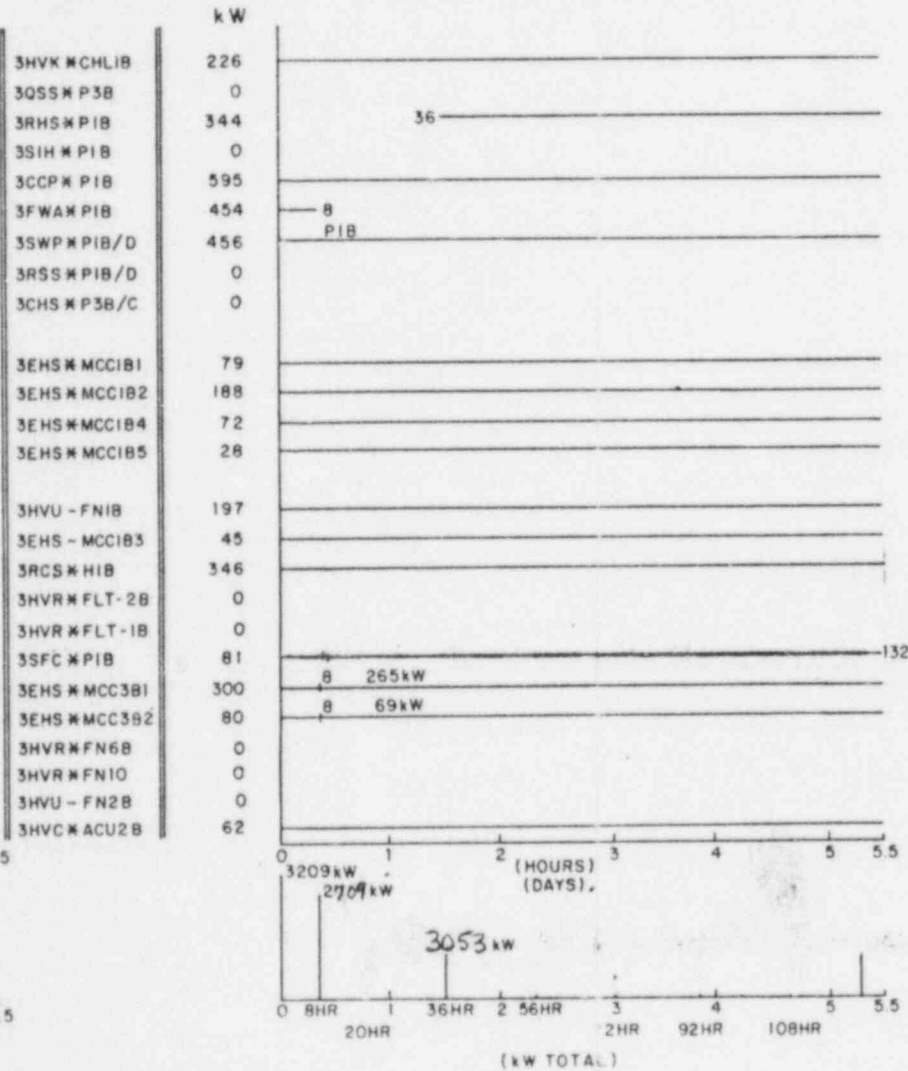 kW
3HVK*CHL1B 226
3QSS*P3B 0
3RHS*P1B 344 36
3SIH*P1B 0
3CCP*P1B 595
3FWA*P1B 454 8
P1B
3SWP*P1B/D 456
3RSS*P1B/D 0
3CHS*P3B/C 0
3EHS*MCC1B1 79
3EHS*MCC1B2 188
3EHS*MCC1B4 72
3EHS*MCC1B5 28
3HVU-FN1B 197
3EHS-MCC1B3 45
3RCS*H1B 346
3HVR*FLT-2B 0
3HVR*FLT-1B 0
3SFC*P1B 81 132
8 265kW
3EHS*MCC3B1 300
8 69kW
3EHS*MCC3B2 80
3HVR*FN6B 0
3HVR*FN10 0
3HVU-FN2B 0
3HVC*ACU2B 62
5 0 1 2 3 4 5 5.5
(HOURS)
(DAYS).
3209kW
2709kW
3053kW
.5 0 8HR 1 36HR 2 56HR 3 4 5 5.5
20HR 2HR 92HR 108HR
(kW TOTAL)